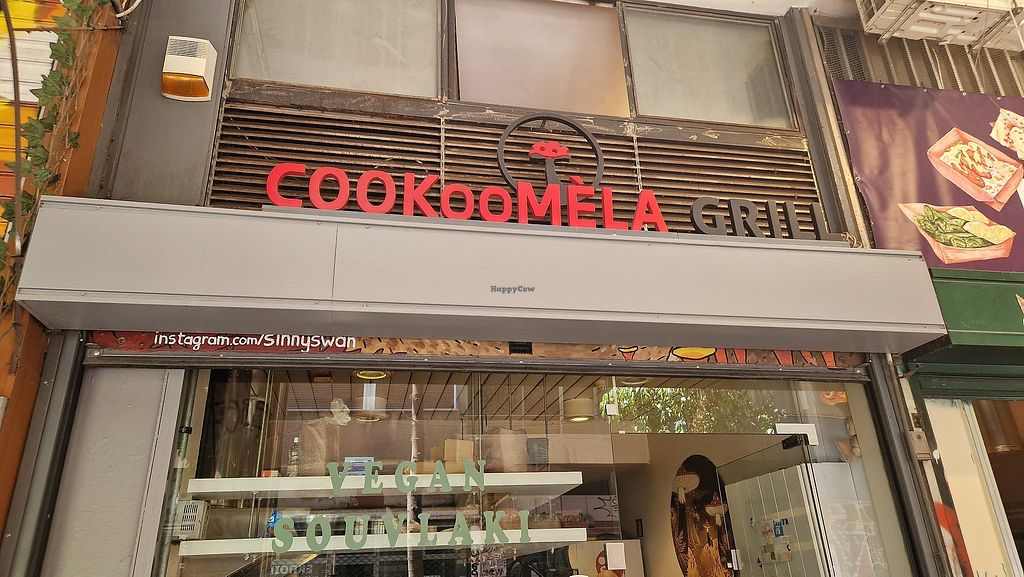 COOKooMÈLA GRILL
HappyCow
instagram.com/sinnyswan
VEGAN
SOUVLAKI